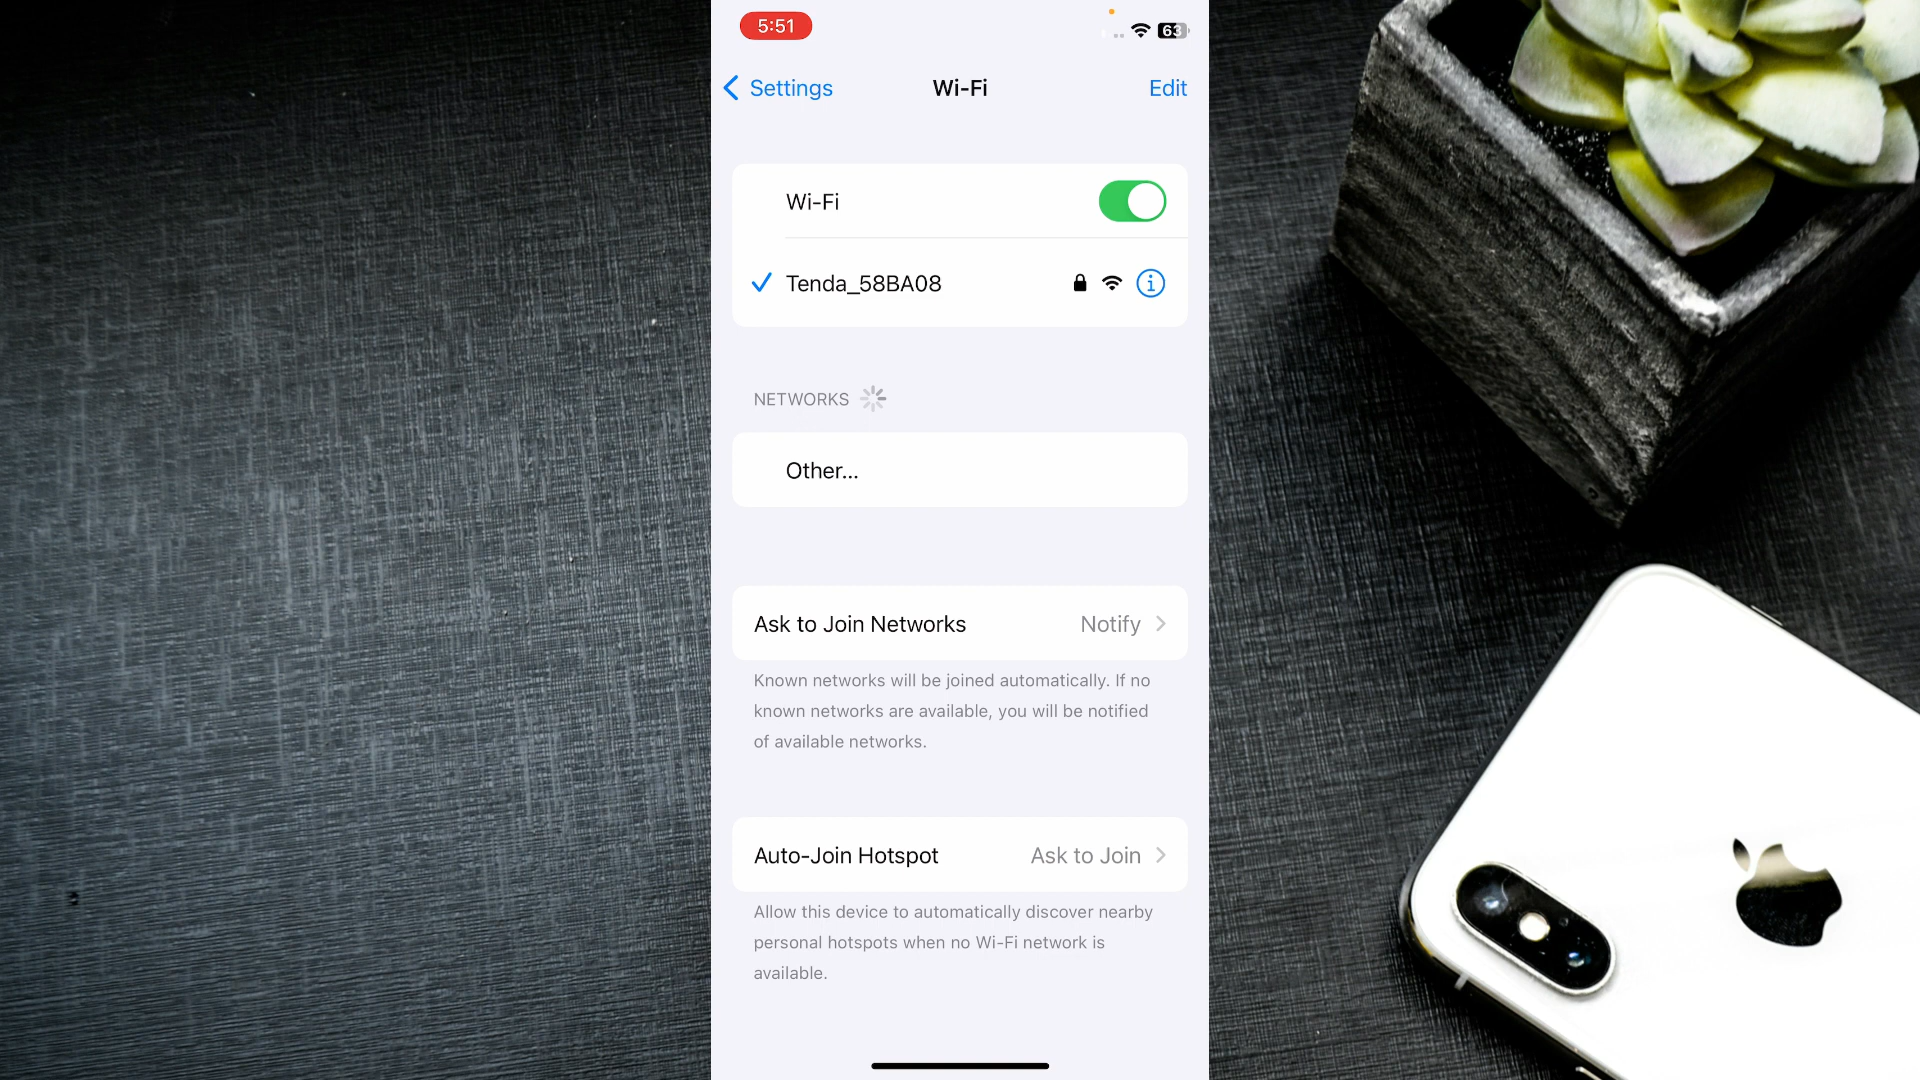 5:51
63
Settings
Wi-Fi
Edit
Wi-Fi
Tenda_58BA08
NETWORKS
Other...
Ask to Join Networks
Notify
Known networks will be joined automatically. If no
known networks are available, you will be notified
of available networks.
Auto-Join Hotspot
Ask to Join
Allow this device to automatically discover nearby
personal hotspots when no Wi-Fi network is
available.